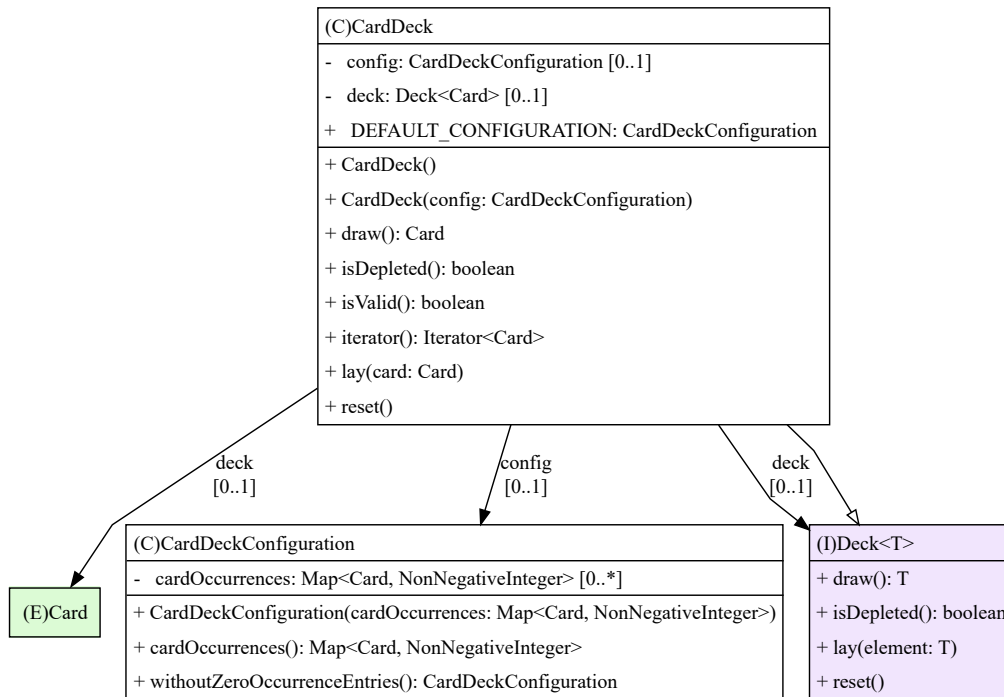 (C)CardDeck
- config: CardDeckConfiguration [0..1]
- deck: Deck<Card> [0..1]
+ DEFAULT_CONFIGURATION: CardDeckConfiguration
+ CardDeck()
+ CardDeck(config: CardDeckConfiguration)
+ draw(): Card
+ isDepleted(): boolean
+ isValid(): boolean
+ iterator(): Iterator<Card>
+ lay(card: Card)
+ reset()
deck
[0..1]
config
[0..1]
deck
[0..1]
(E)Card
(C)CardDeckConfiguration
- cardOccurrences: Map<Card, NonNegativeInteger> [0..*]
+ CardDeckConfiguration(cardOccurrences: Map<Card, NonNegativeInteger>)
+ cardOccurrences(): Map<Card, NonNegativeInteger>
+ withoutZeroOccurrenceEntries(): CardDeckConfiguration
(I)Deck<T>
+ draw(): T
+ isDepleted(): boolean
+ lay(element: T)
+ reset()